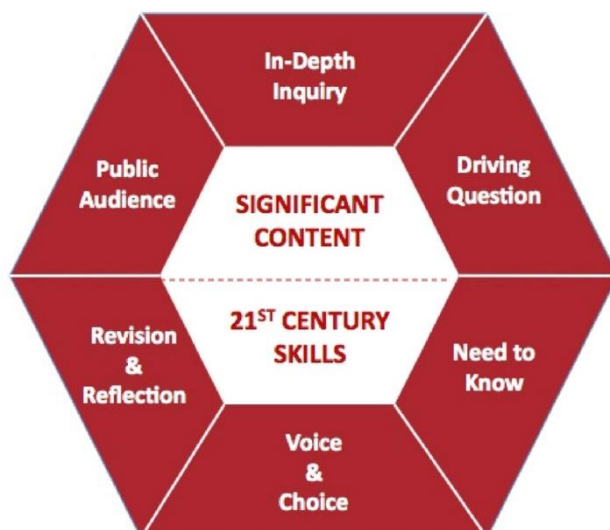 In-Depth
Inquiry
Driving
Question
Need to
Know
Voice
&
Choice
Revision
&
Reflection
Public
Audience
SIGNIFICANT
CONTENT
21ST CENTURY
SKILLS